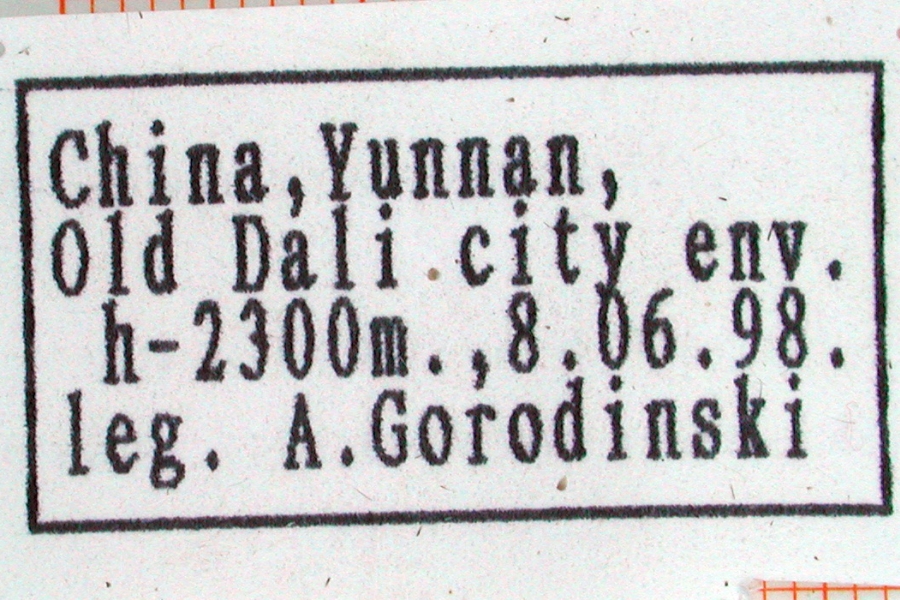 China,Yunnan,
Old Dali city env.
h-2300m.,8.06.98.
leg. A.Gorodinski